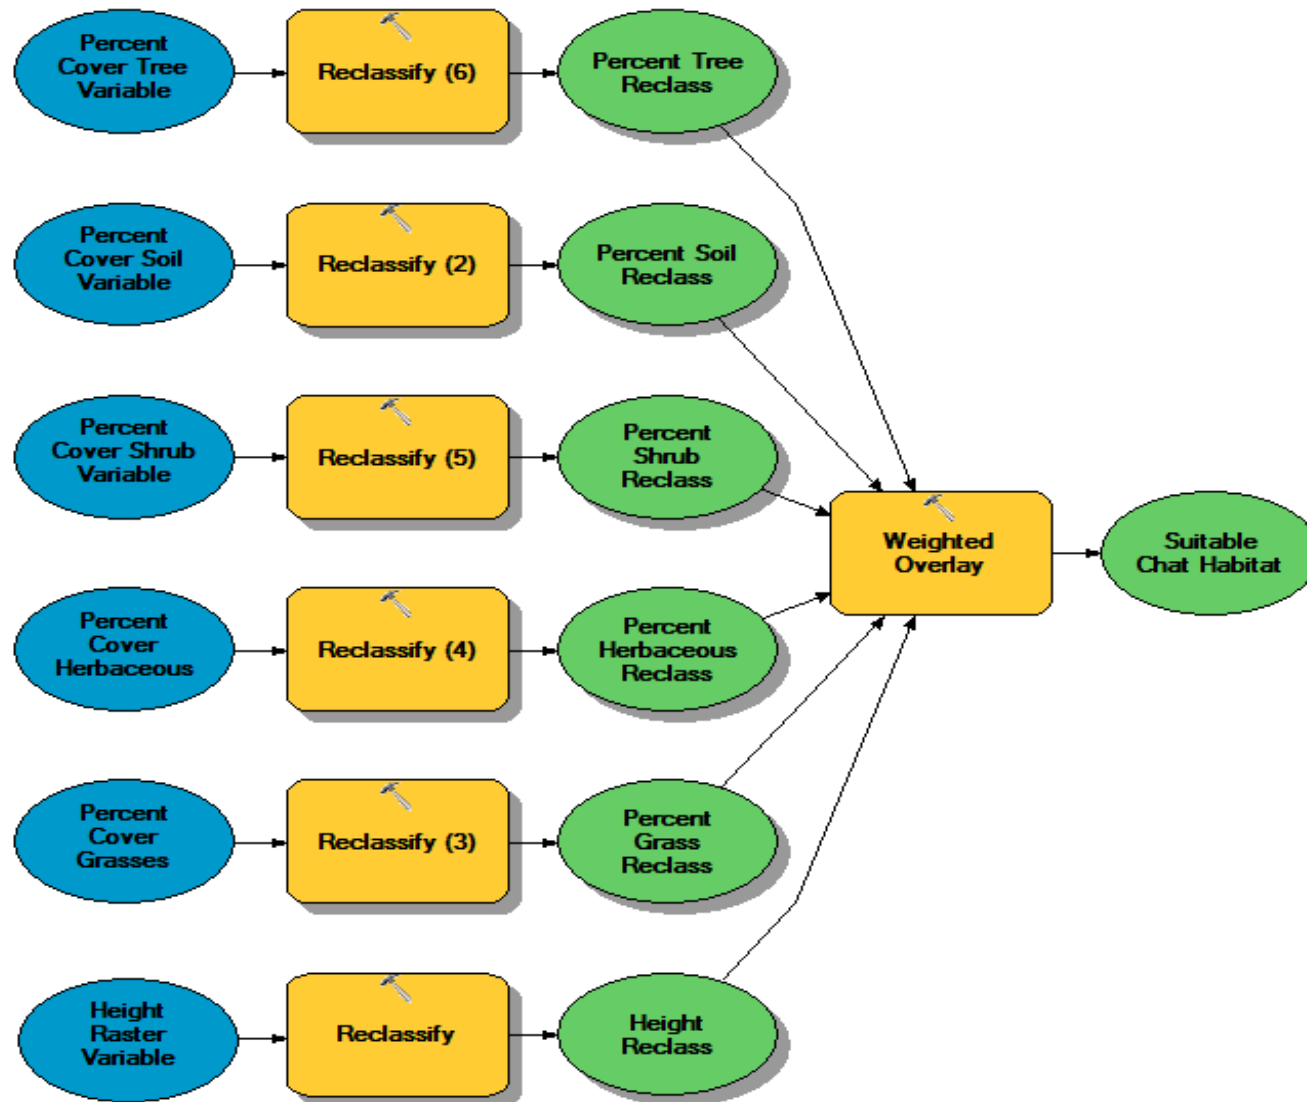 Percent
Cover Tree
Variable
Reclassify (6)
Percent Tree
Reclass
Percent
Cover Soil
Variable
Reclassify (2)
Percent Soil
Reclass
Percent
Cover Shrub
Variable
Reclassify (5)
Percent
Shrub
Reclass
Weighted
Overlay
Suitable
Chat Habitat
Percent
Cover
Herbaceous
Reclassify (4)
Percent
Herbaceous
Reclass
Percent
Cover
Grasses
Reclassify (3)
Percent
Grass
Reclass
Height
Raster
Variable
Reclassify
Height
Reclass